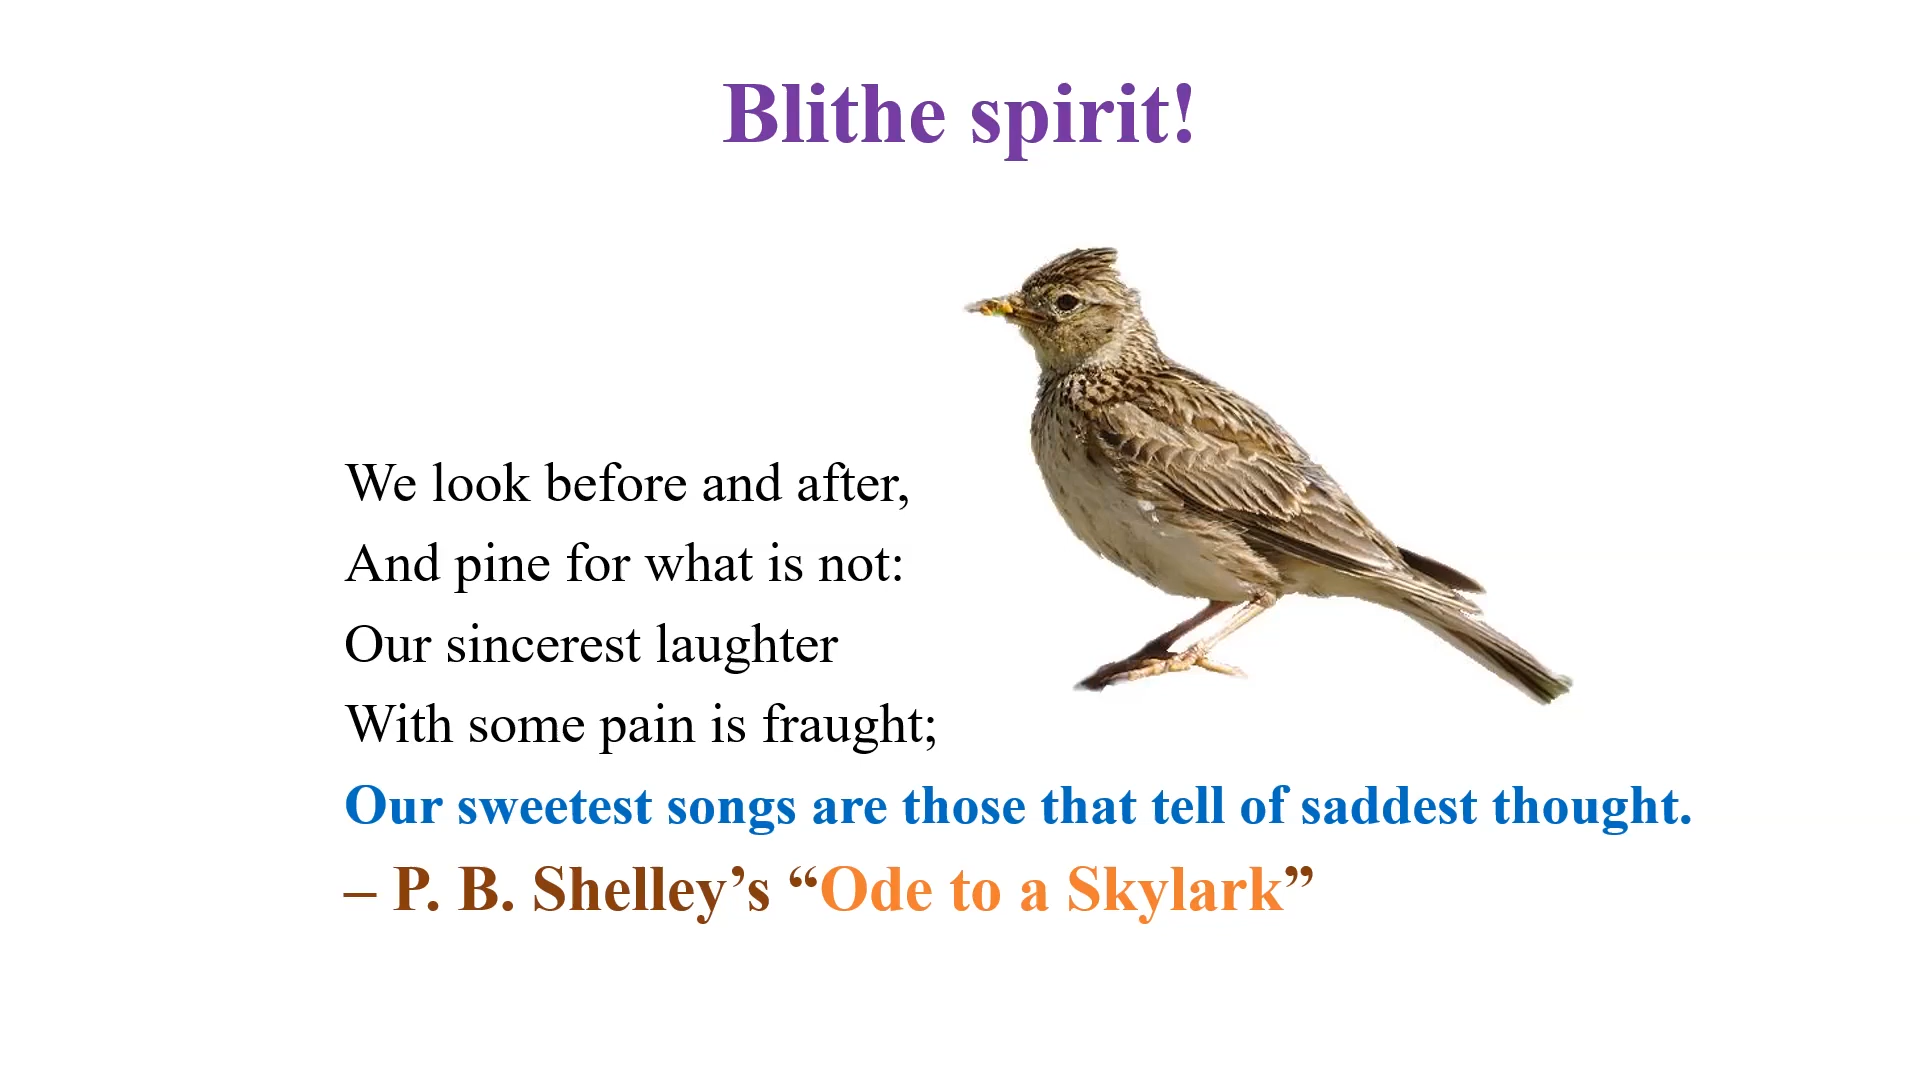 Blithe spirit!
We look before and after,
And pine for what is not:
Our sincerest laughter
With some pain is fraught;
Our sweetest songs are those that tell of saddest thought.
– P. B. Shelley’s “Ode to a Skylark”